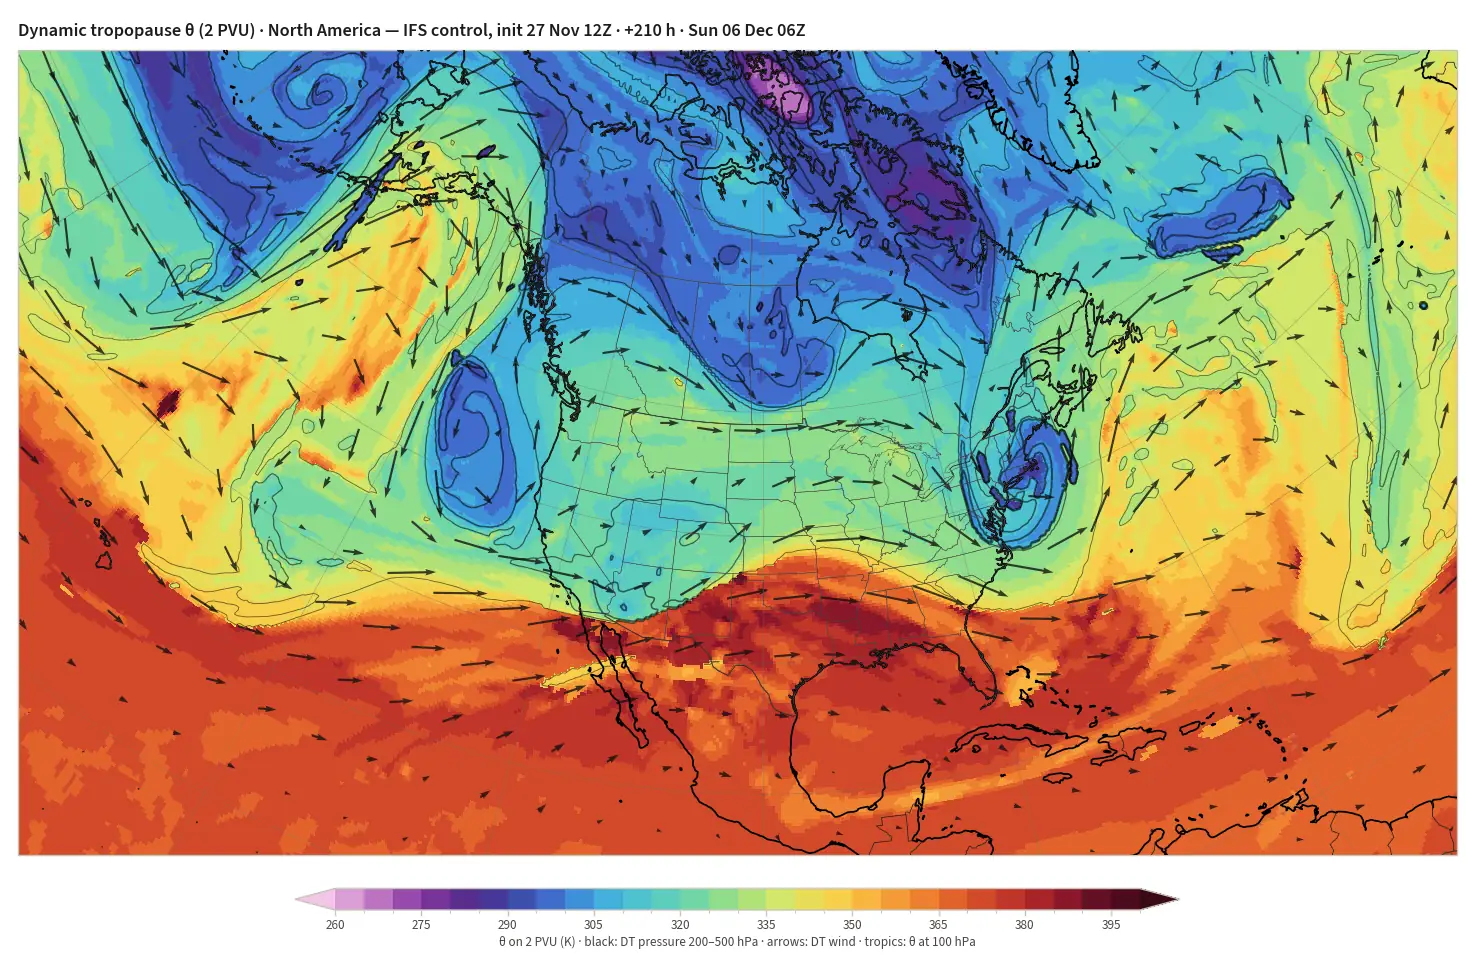 Dynamic tropopause θ (2 PVU) · North America — IFS control, init 27 Nov 12Z · +210 h · Sun 06 Dec 06Z
260 275 290 305 320 335 350 365 380 395
θ on 2 PVU (K) · black: DT pressure 200–500 hPa · arrows: DT wind · tropics: θ at 100 hPa